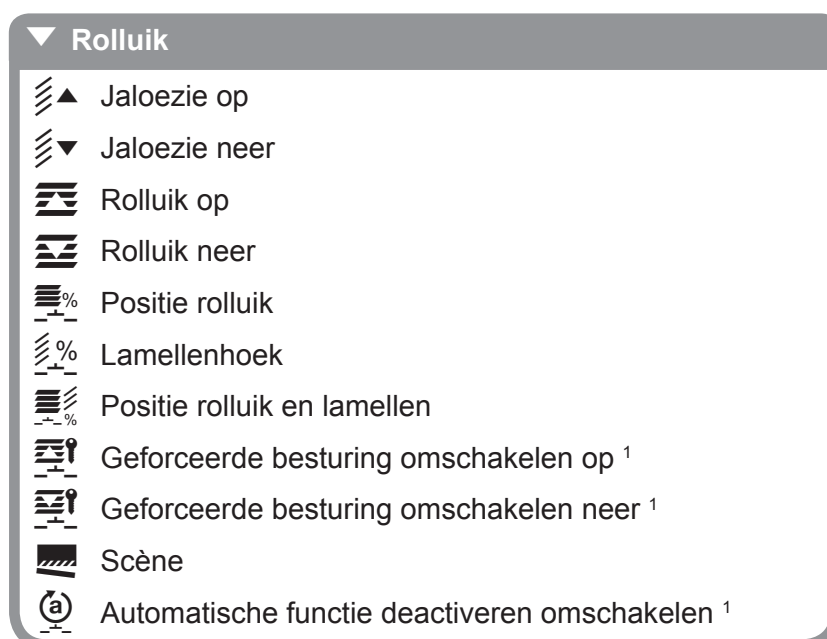 Rolluik
Jaloezie op
Jaloezie neer
Rolluik op
Rolluik neer
% Positie rolluik
% Lamellenhoek
% Positie rolluik en lamellen
Geforceerde besturing omschakelen op 1
Geforceerde besturing omschakelen neer 1
Scène
a Automatische functie deactiveren omschakelen 1